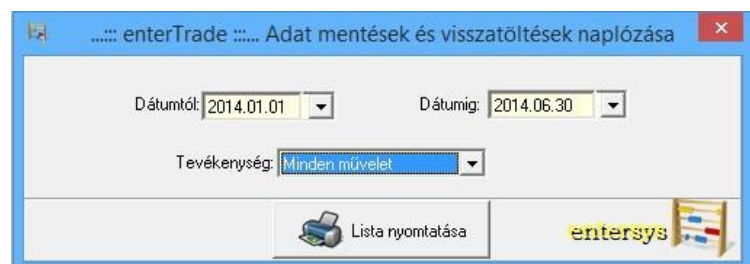 ...::: enterTrade :::... Adat mentések és visszatöltések naplózása
Dátumtól: 2014.01.01 Dátumig: 2014.06.30
Tevékenység: Minden művelet
Lista nyomtatása entersys